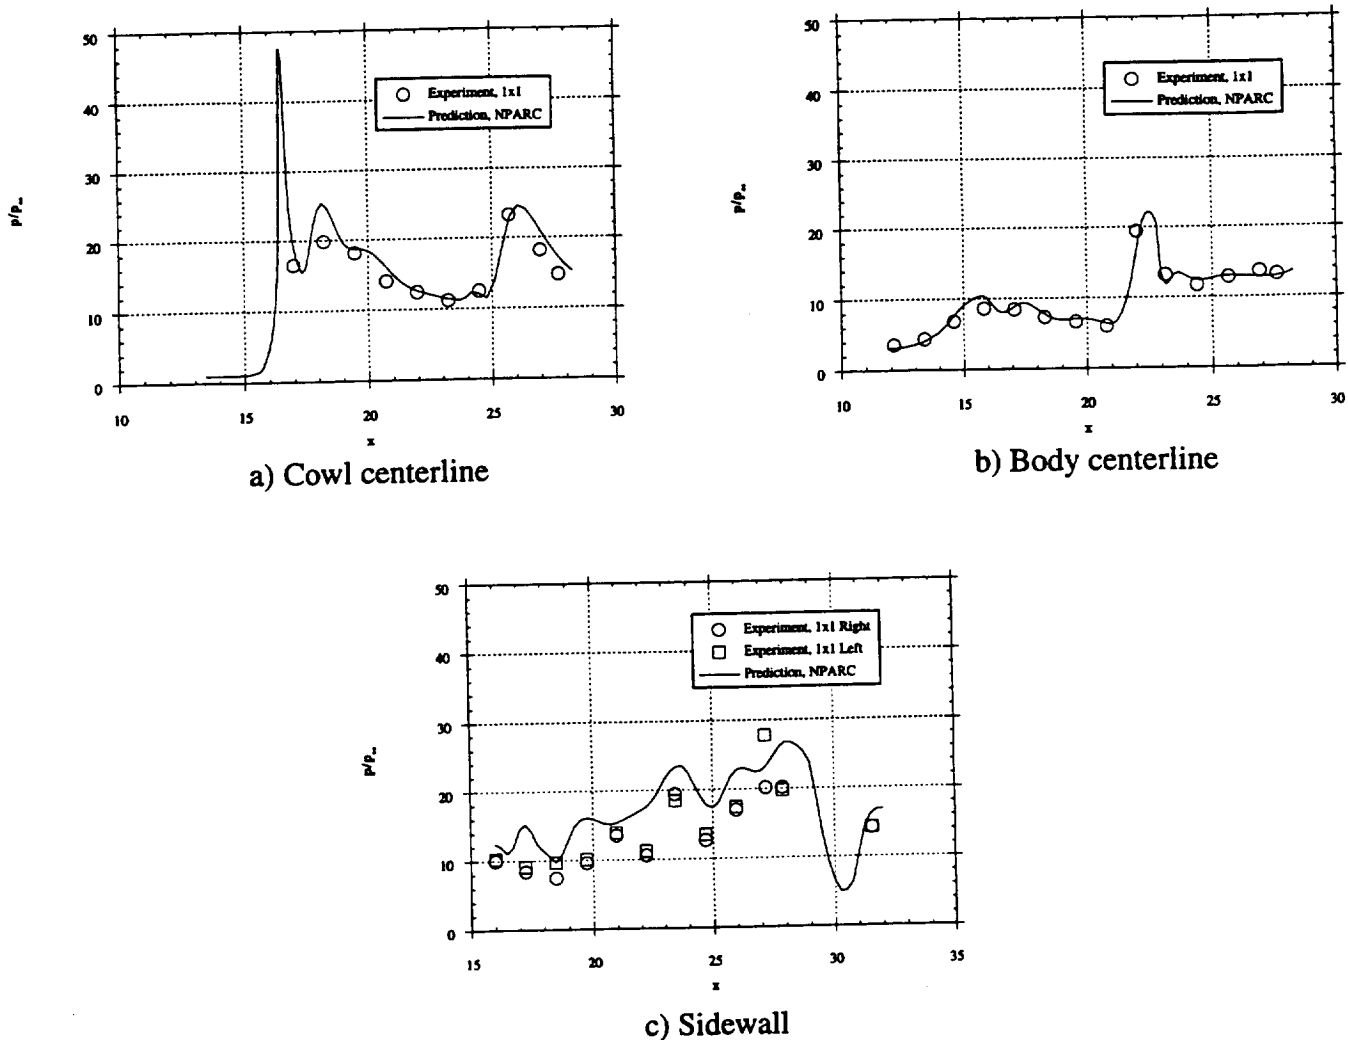 50
40
30
20
10
0
10
15
20
25
30
p/p∞
x
Experiment, 1x1
Prediction, NPARC
a) Cowl centerline
50
40
30
20
10
0
10
15
20
25
30
p/p∞
x
Experiment, 1x1
Prediction, NPARC
b) Body centerline
50
40
30
20
10
0
15
20
25
30
35
p/p∞
x
Experiment, 1x1 Right
Experiment, 1x1 Left
Prediction, NPARC
c) Sidewall